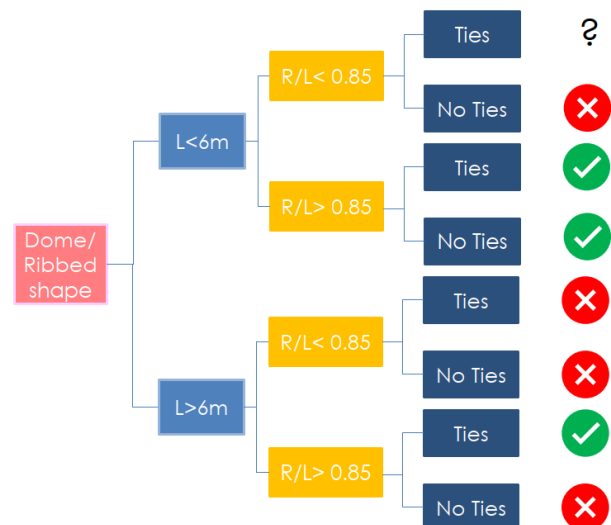 Ties
?
R/L< 0.85
No Ties
L<6m
Ties
R/L> 0.85
No Ties
Dome/
Ribbed
shape
Ties
R/L< 0.85
No Ties
L>6m
Ties
R/L> 0.85
No Ties